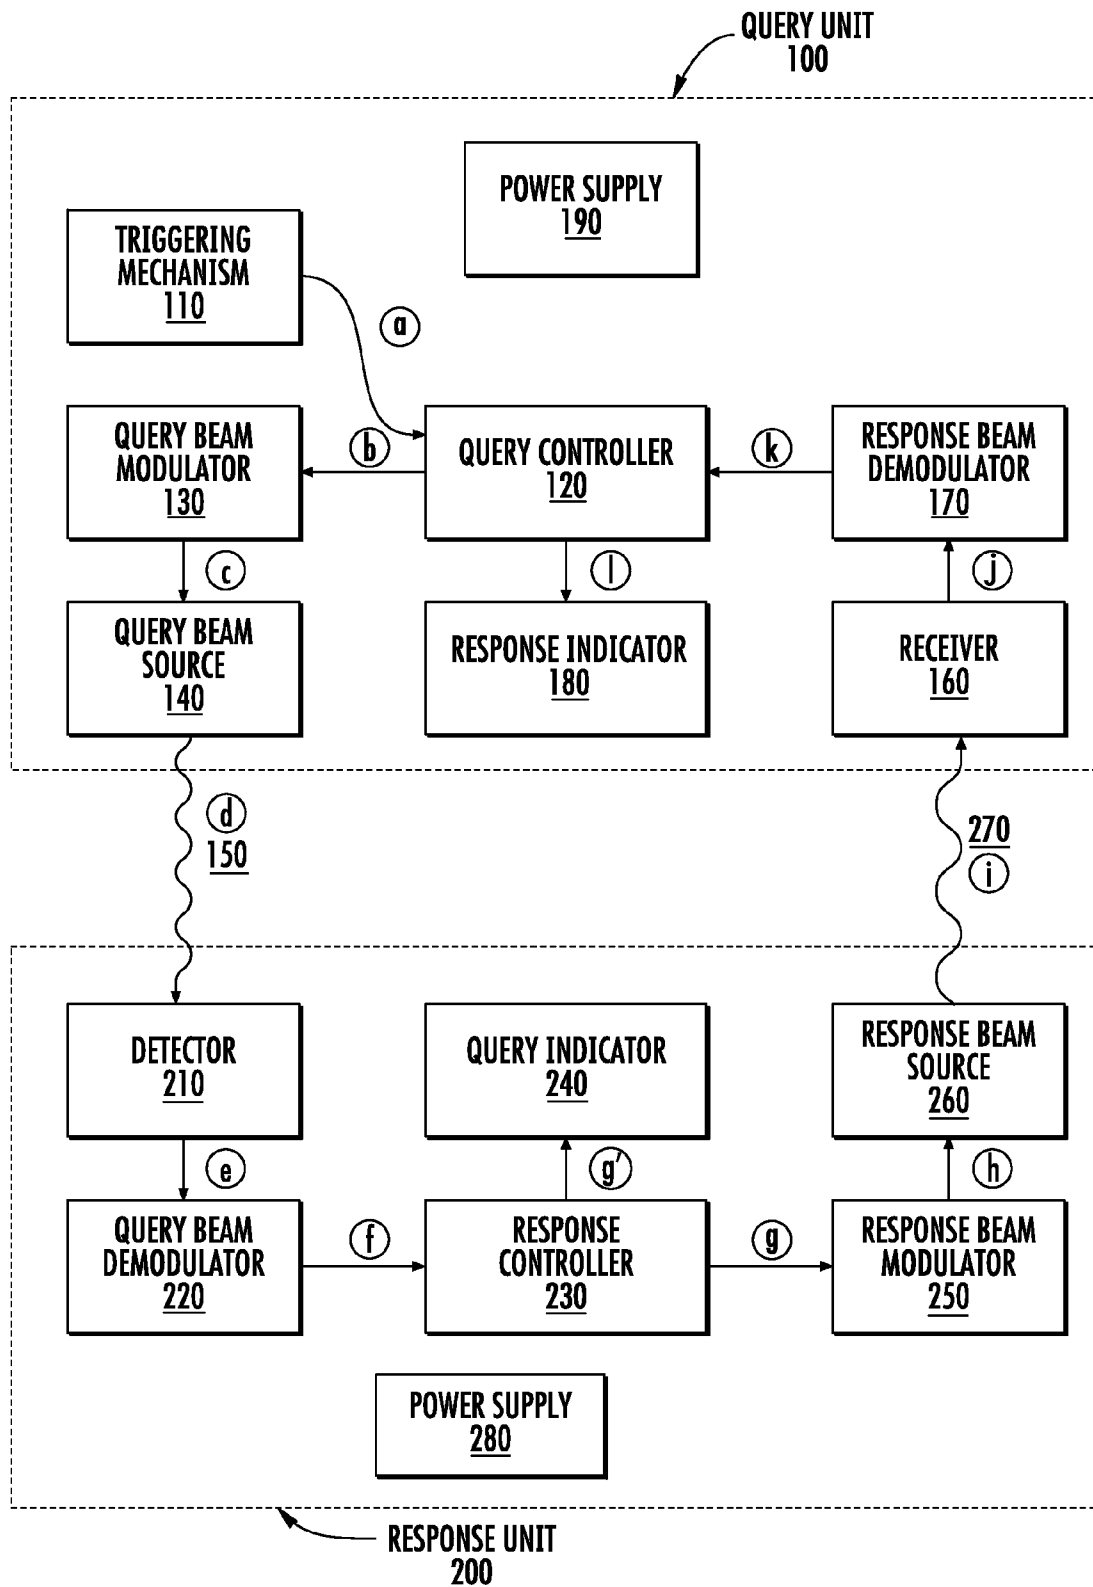 QUERY UNIT
100
POWER SUPPLY
190
TRIGGERING
MECHANISM
110
a
QUERY BEAM
MODULATOR
130
b
QUERY CONTROLLER
120
k
RESPONSE BEAM
DEMODULATOR
170
c
l
j
QUERY BEAM
SOURCE
140
RESPONSE INDICATOR
180
RECEIVER
160
d
150
270
i
DETECTOR
210
QUERY INDICATOR
240
RESPONSE BEAM
SOURCE
260
e
g'
h
QUERY BEAM
DEMODULATOR
220
f
RESPONSE
CONTROLLER
230
g
RESPONSE BEAM
MODULATOR
250
POWER SUPPLY
280
RESPONSE UNIT
200